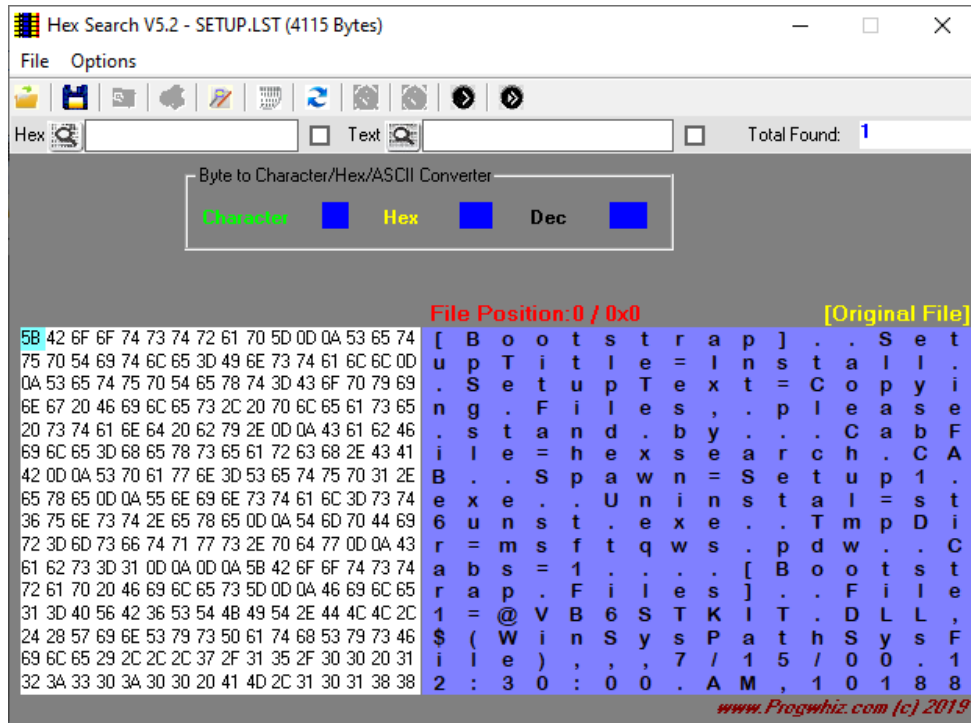 Hex Search V5.2 - SETUP.LST (4115 Bytes)
File Options
Hex Text Total Found: 1
Byte to Character/Hex/ASCII Converter
Character Hex Dec
File Position:0 / 0x0 [Original File]
5B 42 6F 6F 74 73 74 72 61 70 5D 0D 0A 53 65 74
75 70 54 69 74 6C 65 3D 49 6E 73 74 61 6C 6C 0D
0A 53 65 74 75 70 54 65 78 74 3D 43 6F 70 79 69
6E 67 20 46 69 6C 65 73 2C 20 70 6C 65 61 73 65
20 73 74 61 6E 64 20 62 79 2E 0D 0A 43 61 62 46
69 6C 65 3D 68 65 78 73 65 61 72 63 68 2E 43 41
42 0D 0A 53 70 61 77 6E 3D 53 65 74 75 70 31 2E
65 78 65 0D 0A 55 6E 69 6E 73 74 61 6C 3D 73 74
36 75 6E 73 74 2E 65 78 65 0D 0A 54 6D 70 44 69
72 3D 6D 73 66 74 71 77 73 2E 70 64 77 0D 0A 43
61 62 73 3D 31 0D 0A 0D 0A 5B 42 6F 6F 74 73 74
72 61 70 20 46 69 6C 65 73 5D 0D 0A 46 69 6C 65
31 3D 40 56 42 36 53 54 4B 49 54 2E 44 4C 4C 2C
24 28 57 69 6E 53 79 73 50 61 74 68 53 79 73 46
69 6C 65 29 2C 2C 2C 37 2F 31 35 2F 30 30 20 31
32 3A 33 30 3A 30 30 20 41 4D 2C 31 30 31 38 38
[ B o o t s t r a p ] . . S e t
u p T i t l e = I n s t a l l .
. S e t u p T e x t = C o p y i
n g . F i l e s , . p l e a s e
. s t a n d . b y . . . C a b F
i l e = h e x s e a r c h . C A
B . . S p a w n = S e t u p 1 .
e x e . . U n i n s t a l = s t
6 u n s t . e x e . . T m p D i
r = m s f t q w s . p d w . . C
a b s = 1 . . . . [ B o o t s t
r a p . F i l e s ] . . F i l e
1 = @ V B 6 S T K I T . D L L ,
$ ( W i n S y s P a t h S y s F
i l e ) , , , 7 / 1 5 / 0 0 . 1
2 : 3 0 : 0 0 . A M , 1 0 1 8 8
www.Progwhiz.com (c) 2019